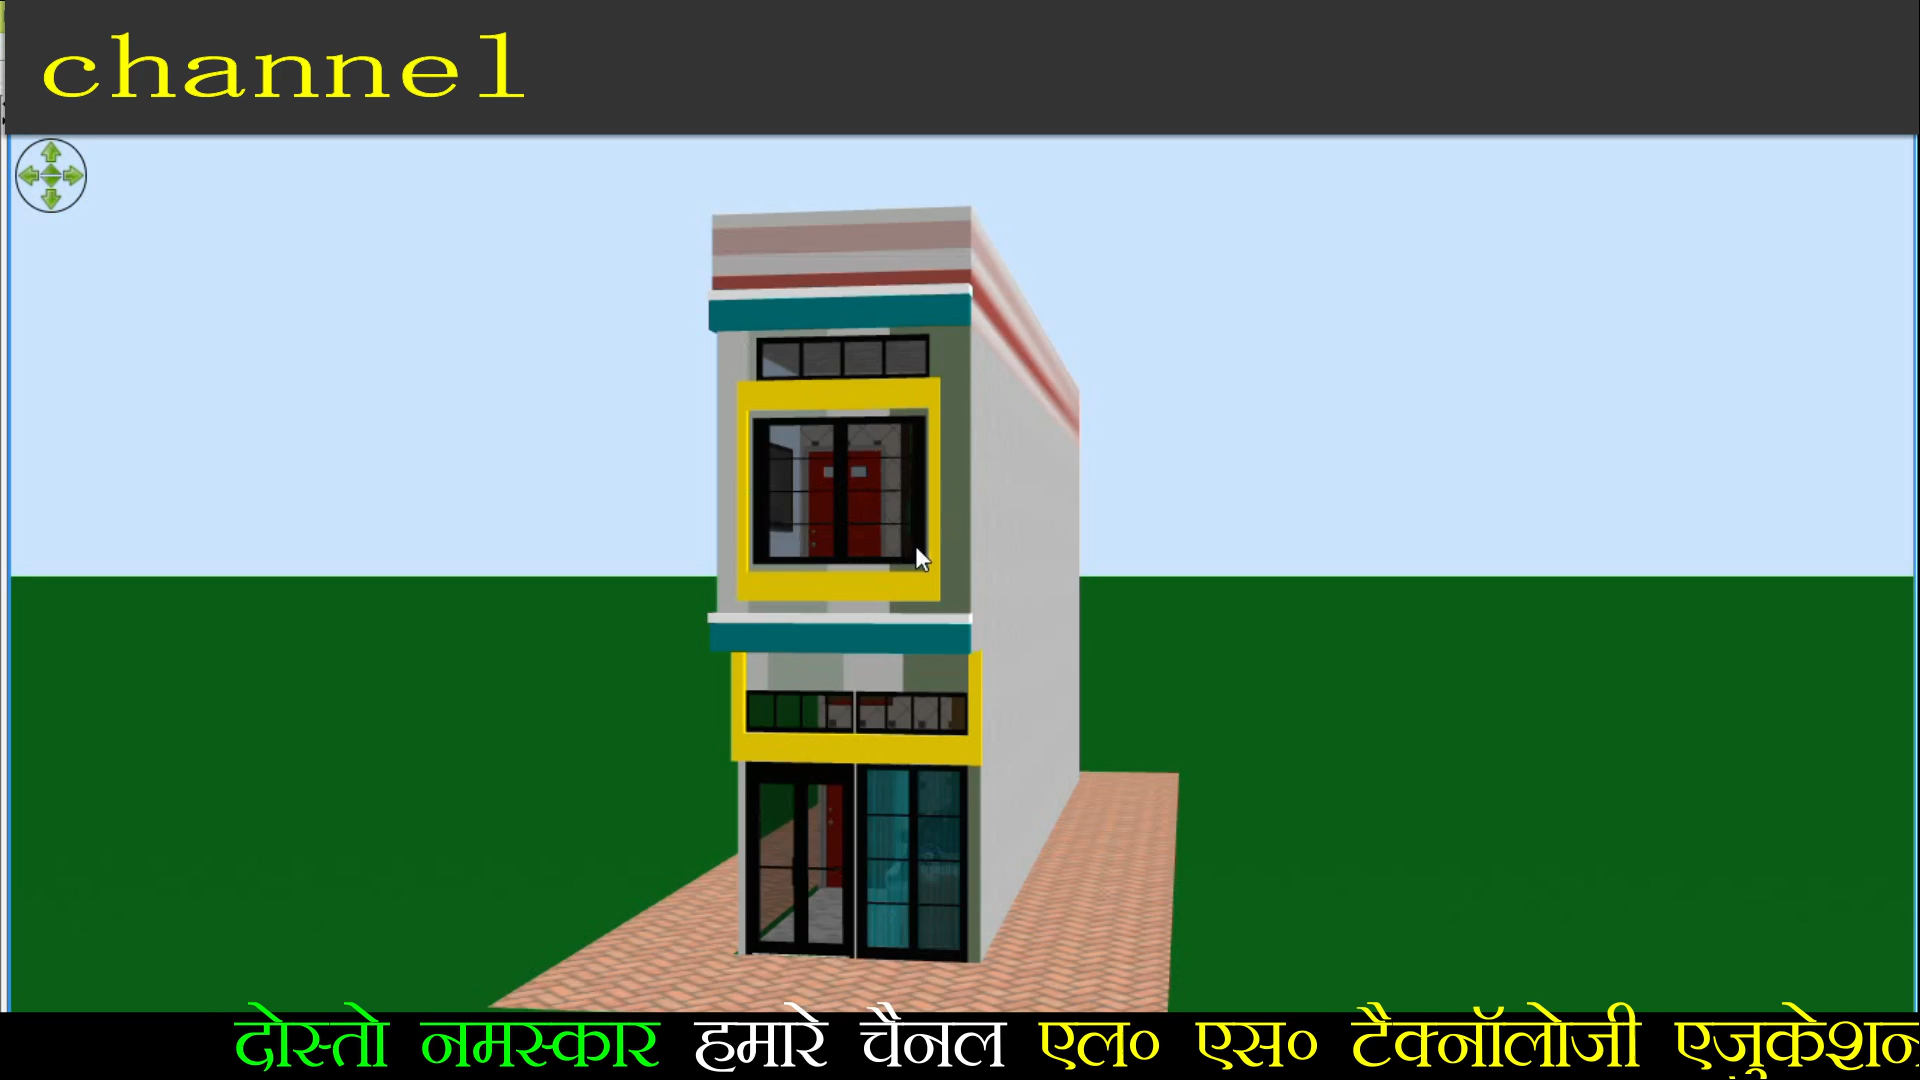 channel
दोस्तो नमस्कार हमारे चैनल एल० एस० टैक्नॉलोजी एजुकेशन